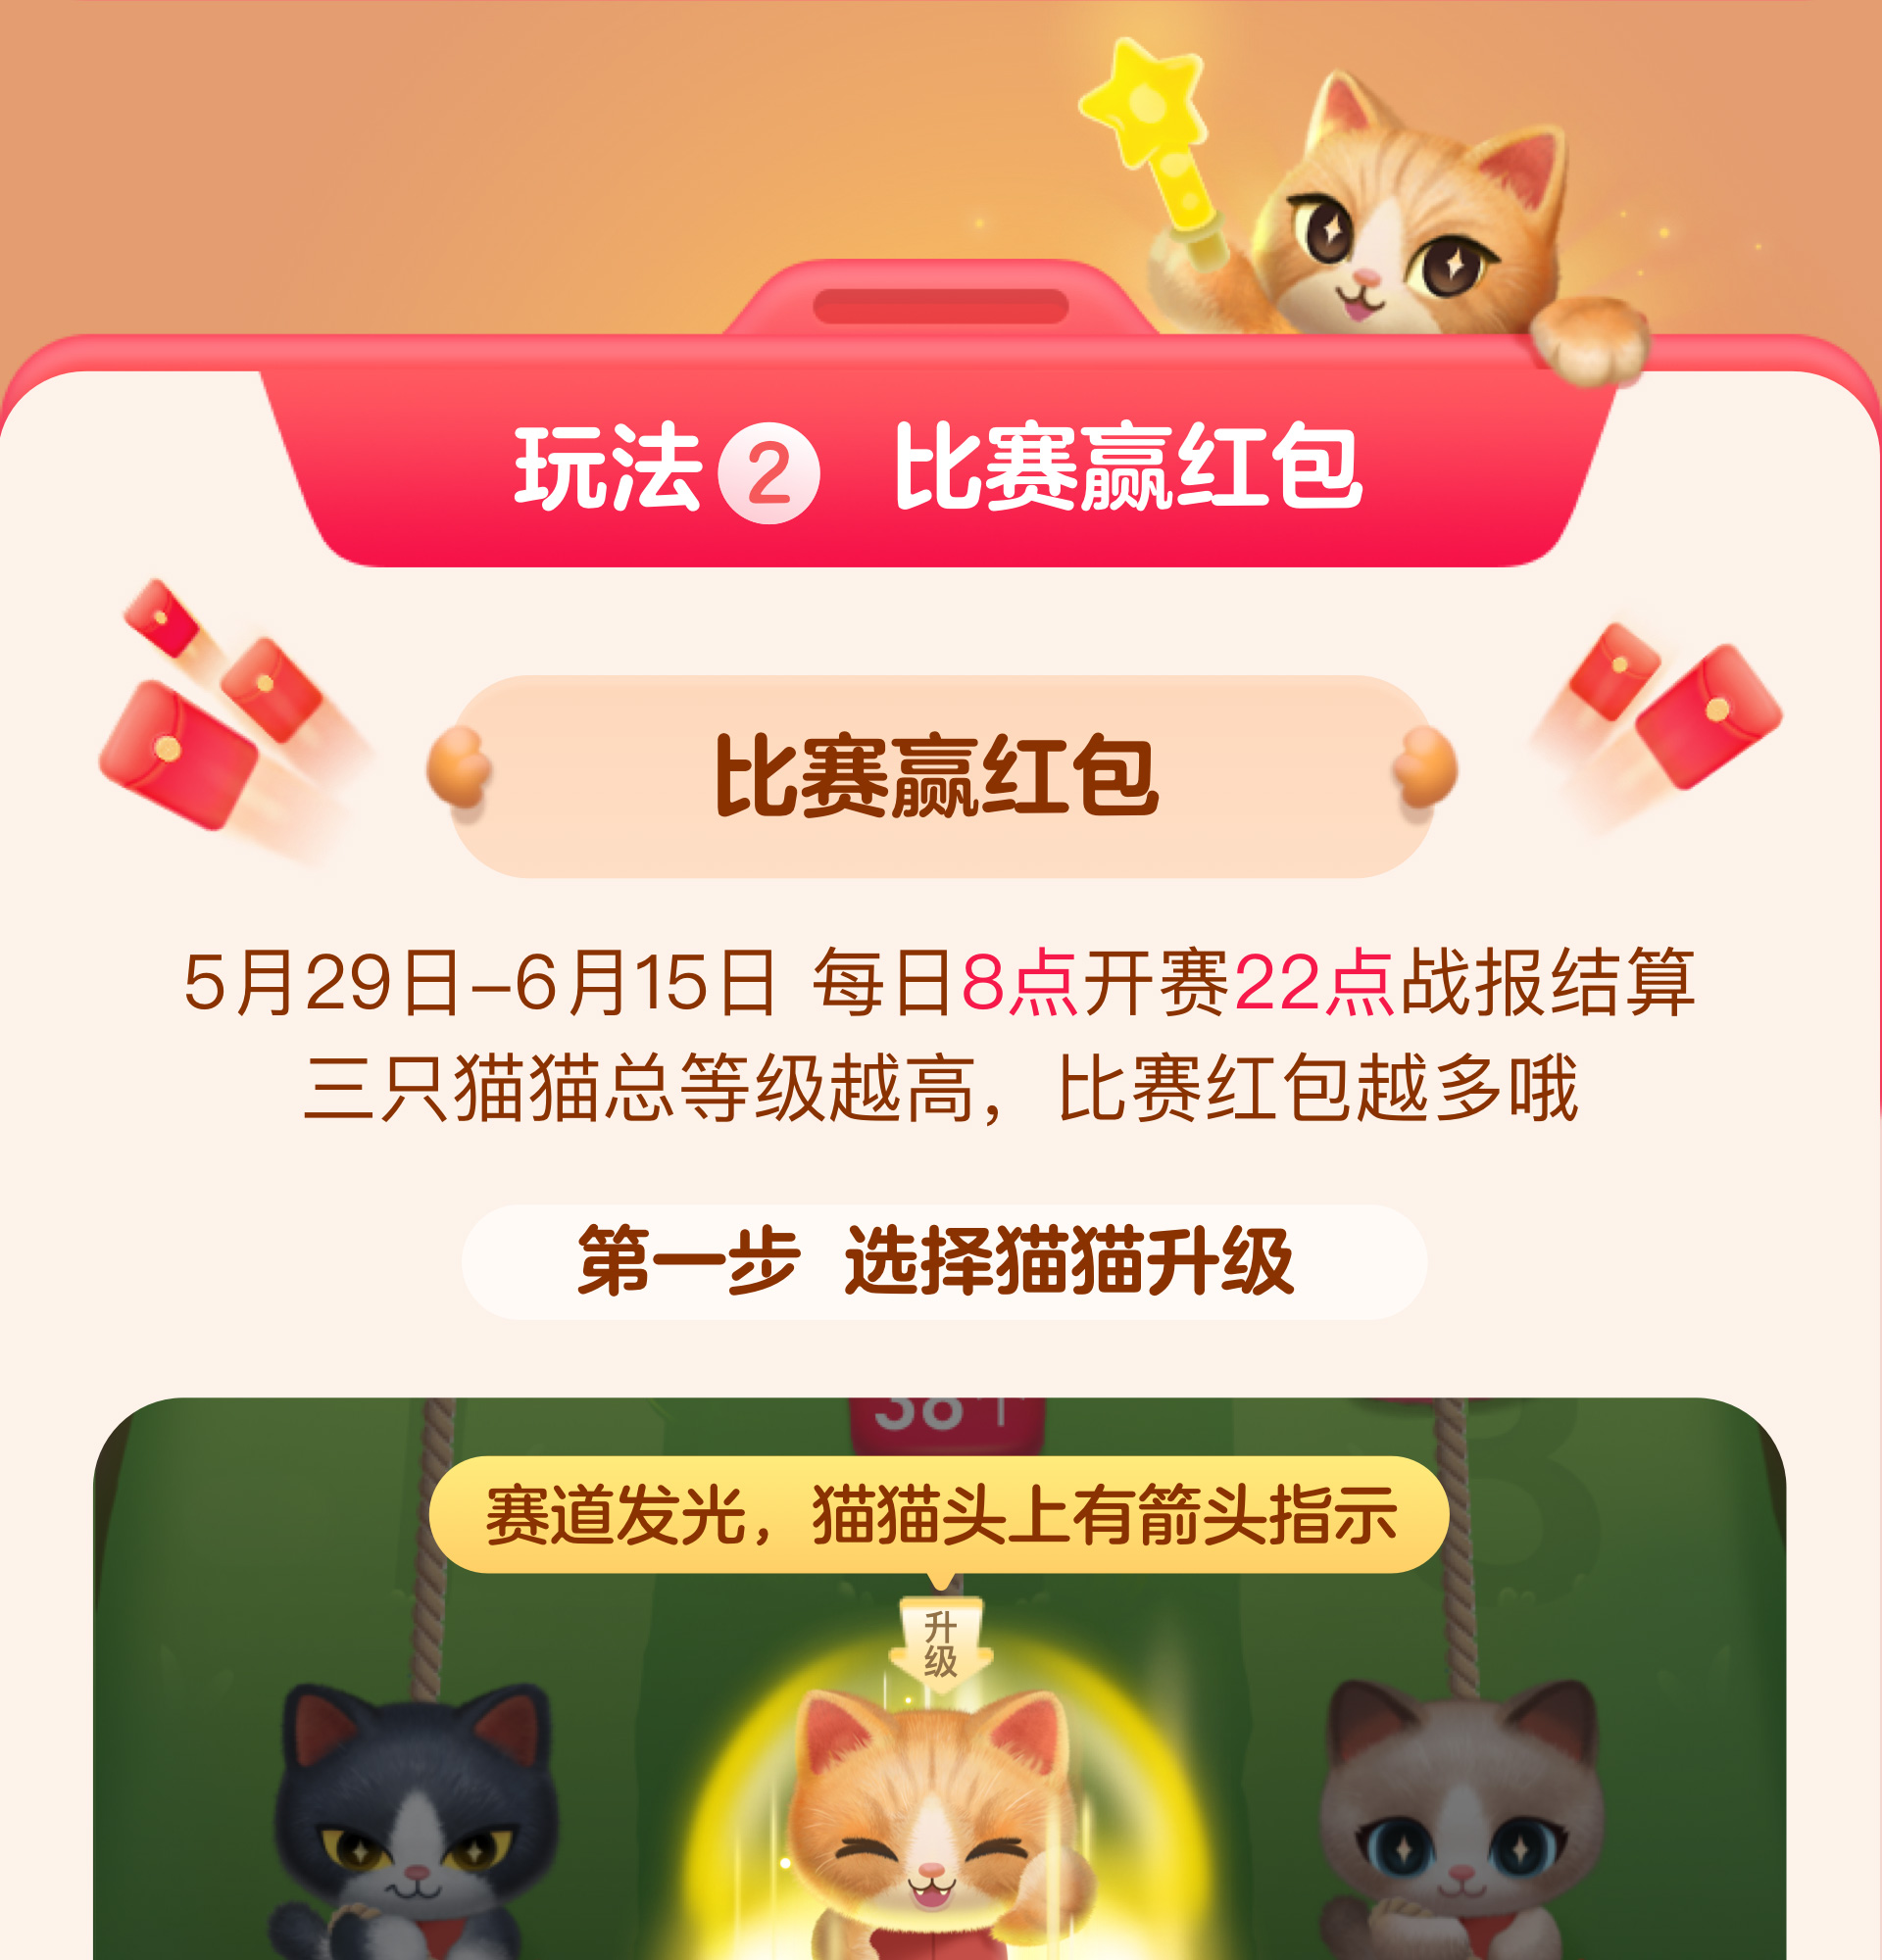 玩法2 比赛赢红包
比赛赢红包
5月29日-6月15日 每日8点开赛22点战报结算
三只猫猫总等级越高，比赛红包越多哦
第一步 选择猫猫升级
赛道发光，猫猫头上有箭头指示
升
级